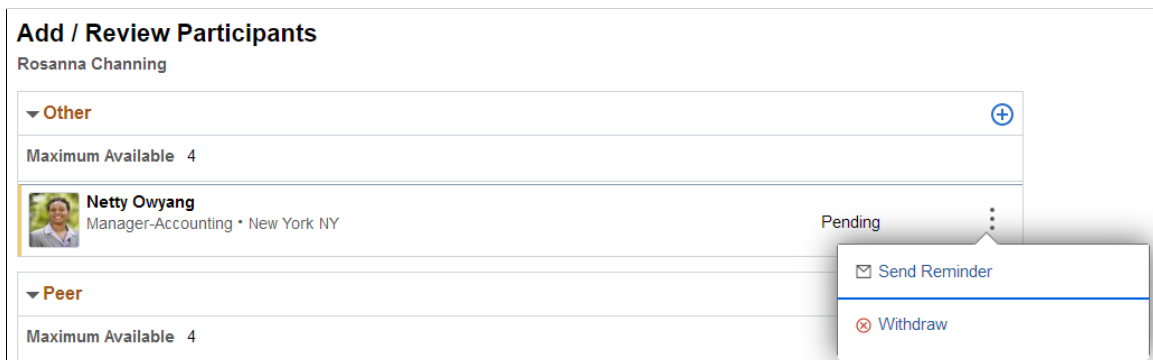 Add / Review Participants
Rosanna Channing
Other
Maximum Available 4
Netty Owyang
Manager-Accounting • New York NY
Pending
Send Reminder
Peer
Withdraw
Maximum Available 4